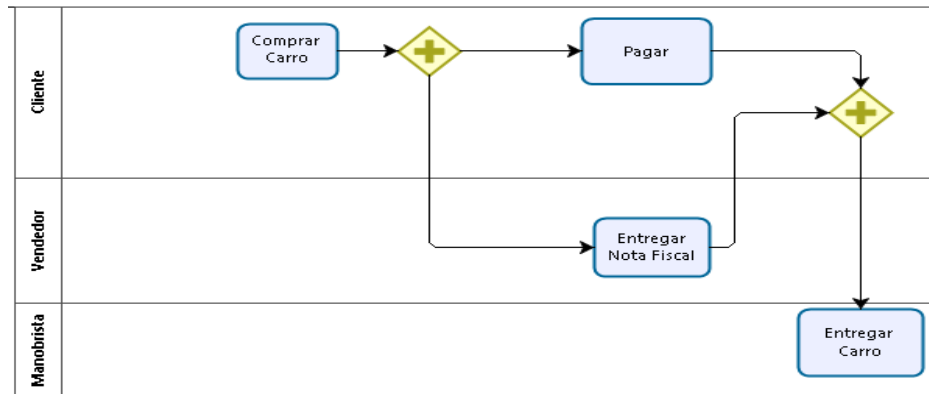 Cliente
Comprar
Carro
Pagar
Vendedor
Entregar
Nota Fiscal
Manobrista
Entregar
Carro